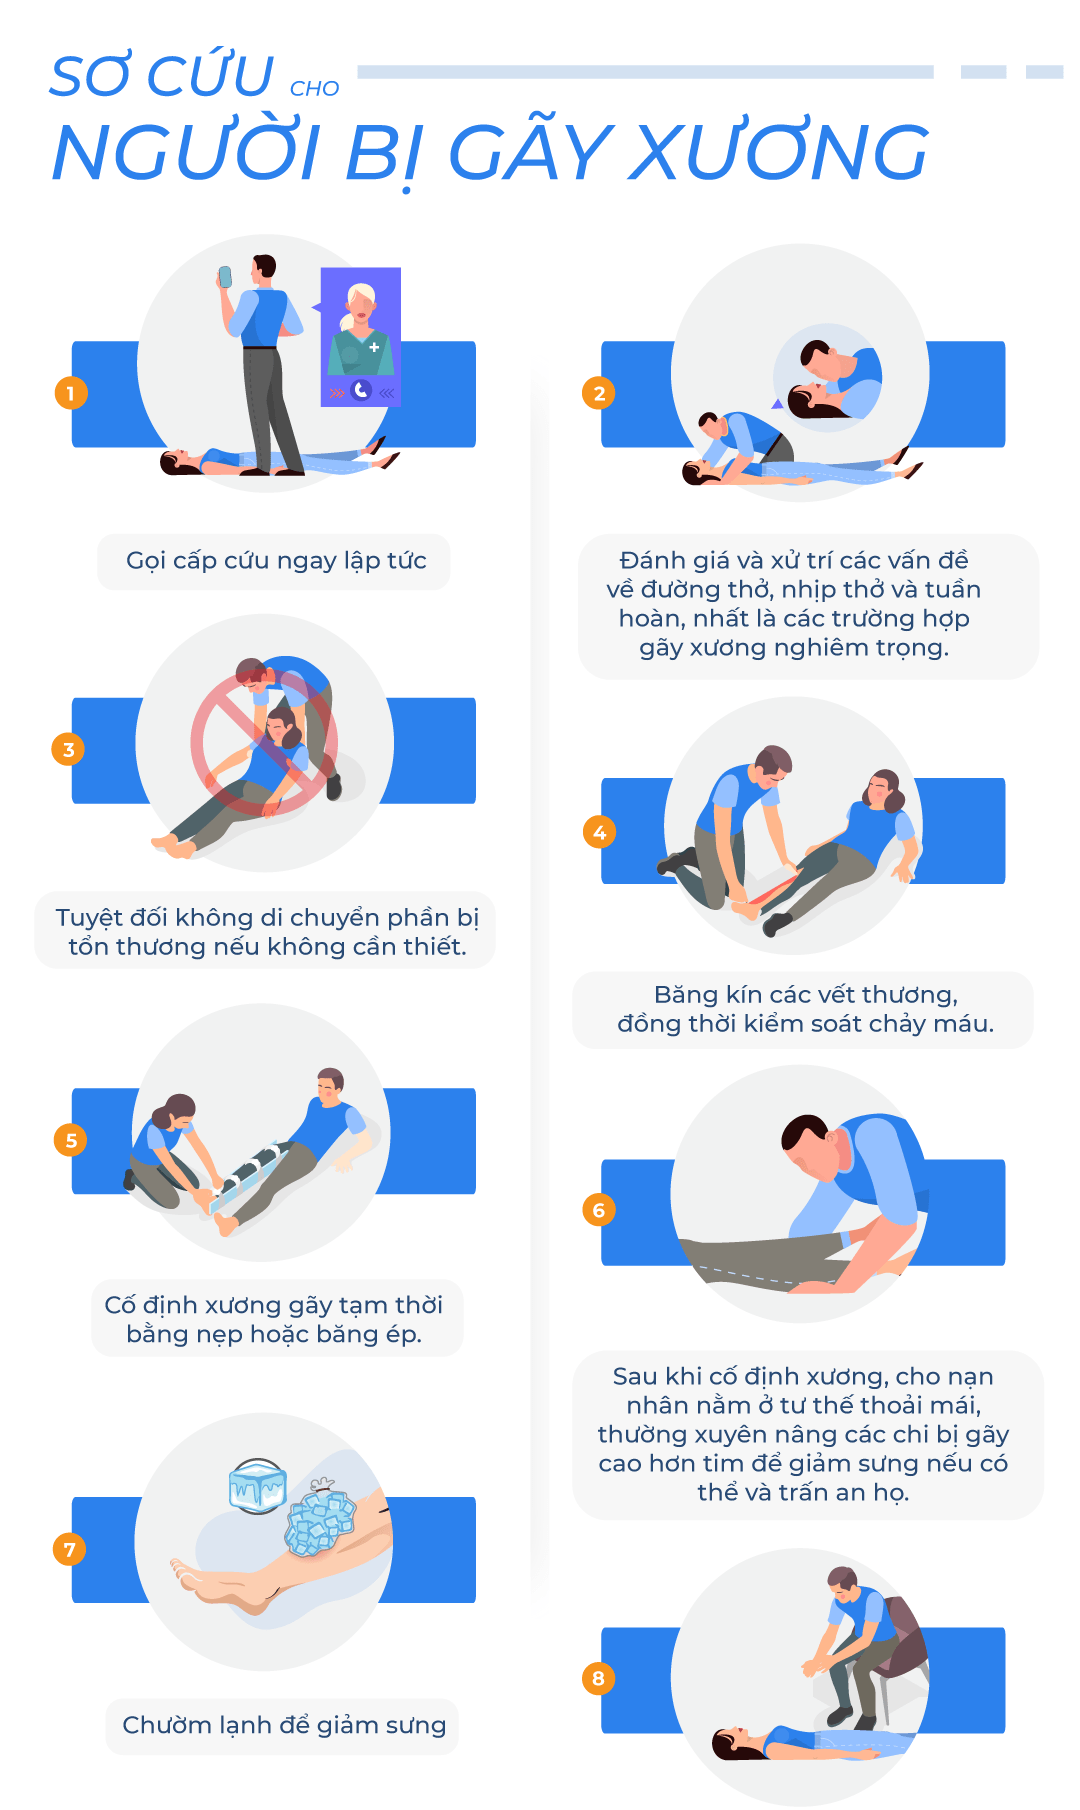 SƠ CỨU CHO
NGƯỜI BỊ GÃY XƯƠNG
1
Gọi cấp cứu ngay lập tức
2
Đánh giá và xử trí các vấn đề
về đường thở, nhịp thở và tuần
hoàn, nhất là các trường hợp
gãy xương nghiêm trọng.
3
Tuyệt đối không di chuyển phần bị
tổn thương nếu không cần thiết.
4
Băng kín các vết thương,
đồng thời kiểm soát chảy máu.
5
Cố định xương gãy tạm thời
bằng nẹp hoặc băng ép.
6
Sau khi cố định xương, cho nạn
nhân nằm ở tư thế thoải mái,
thường xuyên nâng các chi bị gãy
cao hơn tim để giảm sưng nếu có
thể và trấn an họ.
7
Chườm lạnh để giảm sưng
8